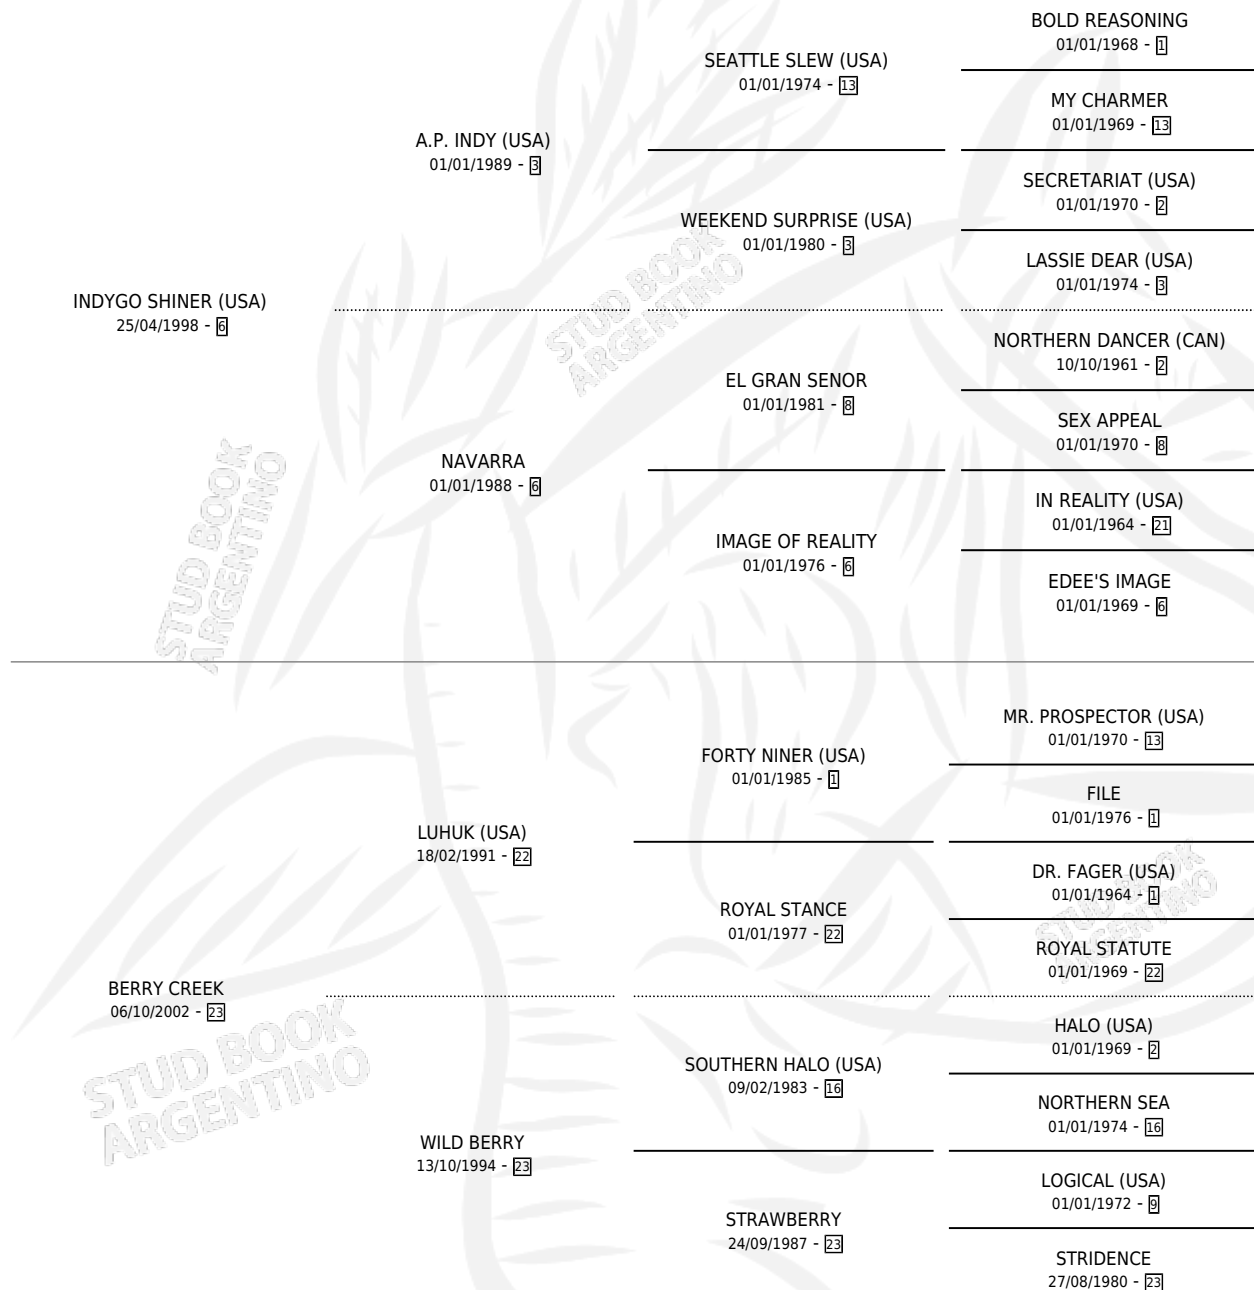 BOLD REASONING
01/01/1968 - 1
SEATTLE SLEW (USA)
01/01/1974 - 13
MY CHARMER
01/01/1969 - 13
A.P. INDY (USA)
01/01/1989 - 3
SECRETARIAT (USA)
01/01/1970 - 2
WEEKEND SURPRISE (USA)
01/01/1980 - 3
LASSIE DEAR (USA)
01/01/1974 - 3
INDYGO SHINER (USA)
25/04/1998 - 6
NORTHERN DANCER (CAN)
10/10/1961 - 2
EL GRAN SENOR
01/01/1981 - 8
SEX APPEAL
01/01/1970 - 8
NAVARRA
01/01/1988 - 6
IN REALITY (USA)
01/01/1964 - 21
IMAGE OF REALITY
01/01/1976 - 6
EDEE'S IMAGE
01/01/1969 - 6
MR. PROSPECTOR (USA)
01/01/1970 - 13
FORTY NINER (USA)
01/01/1985 - 1
FILE
01/01/1976 - 1
LUHUK (USA)
18/02/1991 - 22
DR. FAGER (USA)
01/01/1964 - 1
ROYAL STANCE
01/01/1977 - 22
ROYAL STATUTE
01/01/1969 - 22
BERRY CREEK
06/10/2002 - 23
HALO (USA)
01/01/1969 - 2
SOUTHERN HALO (USA)
09/02/1983 - 16
NORTHERN SEA
01/01/1974 - 16
WILD BERRY
13/10/1994 - 23
LOGICAL (USA)
01/01/1972 - 9
STRAWBERRY
24/09/1987 - 23
STRIDENCE
27/08/1980 - 23
STUD BOOK
ARGENTINO
STUD BOOK
ARGENTINO
STUD BOOK
ARGENTINO
STUD BOOK
ARGENTINO